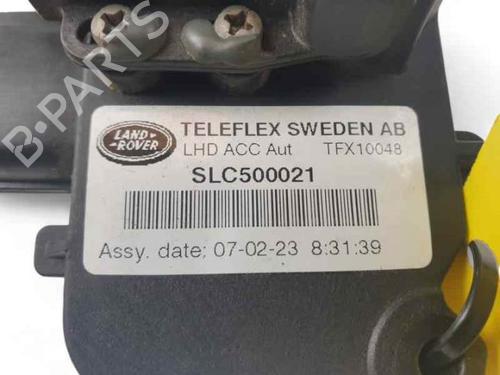 B-PARTS
LAND ROVER
TELEFLEX SWEDEN AB
LHD ACC Aut TFX10048
SLC500021
Assy. date; 07-02-23 8:31:39